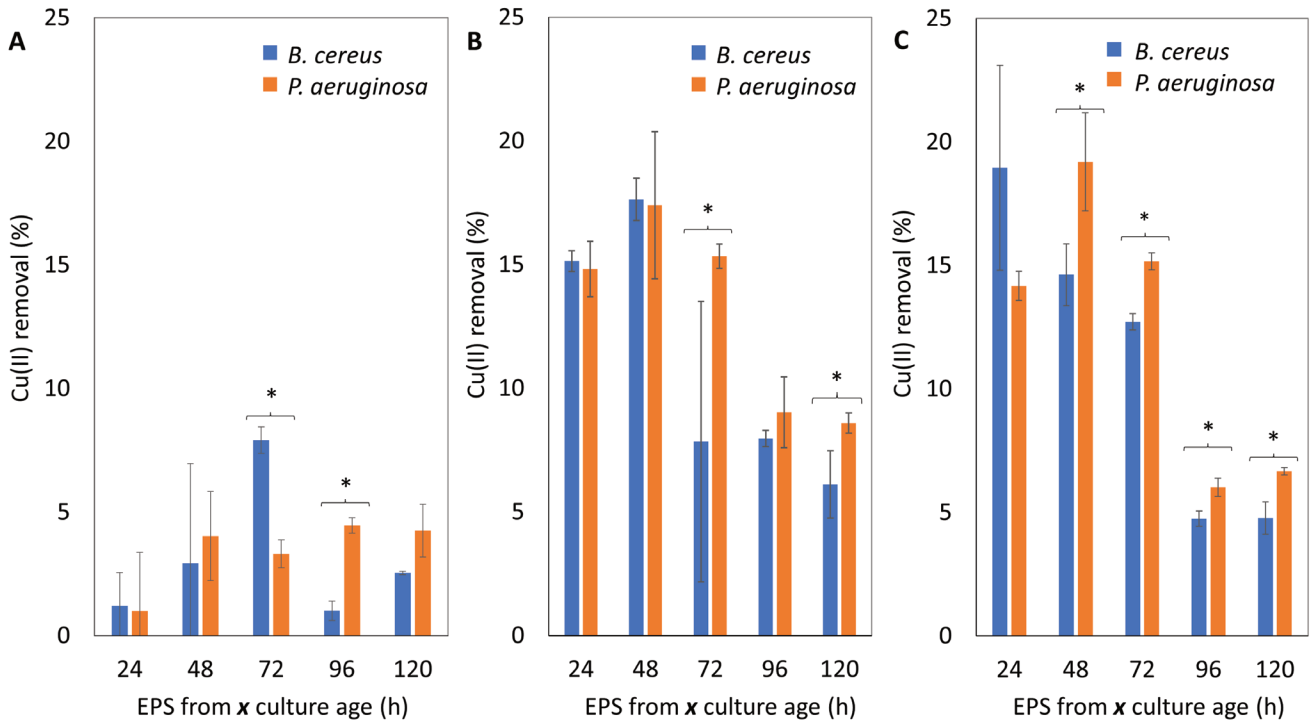 A
25
20
15
10
5
0
Cu(II) removal (%)
B. cereus
P. aeruginosa
*
*
24 48 72 96 120
EPS from x culture age (h)
B
25
20
15
10
5
0
Cu(II) removal (%)
B. cereus
P. aeruginosa
*
*
24 48 72 96 120
EPS from x culture age (h)
C
25
20
15
10
5
0
Cu(II) removal (%)
B. cereus
P. aeruginosa
*
*
*
*
24 48 72 96 120
EPS from x culture age (h)